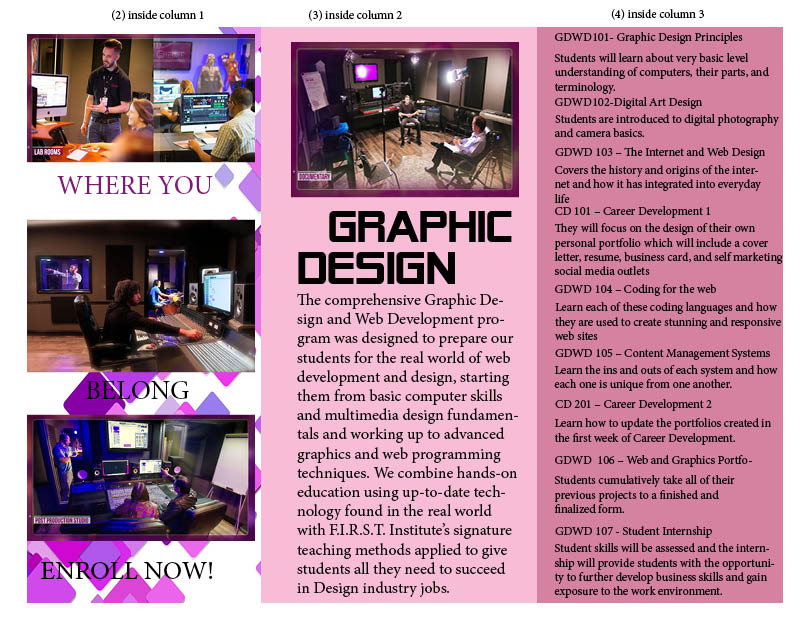 (2) inside column 1
(3) inside column 2
(4) inside column 3
LAB ROOMS
WHERE YOU
BELONG
POST PRODUCTION STUDIO
ENROLL NOW!
DOCUMENTARY
GRAPHIC
DESIGN
The comprehensive Graphic De-
sign and Web Development pro-
gram was designed to prepare our
students for the real world of web
development and design, starting
them from basic computer skills
and multimedia design fundamen-
tals and working up to advanced
graphics and web programming
techniques. We combine hands-on
education using up-to-date tech-
nology found in the real world
with F.I.R.S.T. Institute's signature
teaching methods applied to give
students all they need to succeed
in Design industry jobs.
GDWD101- Graphic Design Principles
Students will learn about very basic level
understanding of computers, their parts, and
terminology.
GDWD102-Digital Art Design
Students are introduced to digital photography
and camera basics.
GDWD 103 – The Internet and Web Design
Covers the history and origins of the inter-
net and how it has integrated into everyday
life
CD 101 – Career Development 1
They will focus on the design of their own
personal portfolio which will include a cover
letter, resume, business card, and self marketing
social media outlets
GDWD 104 – Coding for the web
Learn each of these coding languages and how
they are used to create stunning and responsive
web sites
GDWD 105 – Content Management Systems
Learn the ins and outs of each system and how
each one is unique from one another.
CD 201 – Career Development 2
Learn how to update the portfolios created in
the first week of Career Development.
GDWD 106 – Web and Graphics Portfo-
Students cumulatively take all of their
previous projects to a finished and
finalized form.
GDWD 107 - Student Internship
Student skills will be assessed and the intern-
ship will provide students with the opportuni-
ty to further develop business skills and gain
exposure to the work environment.